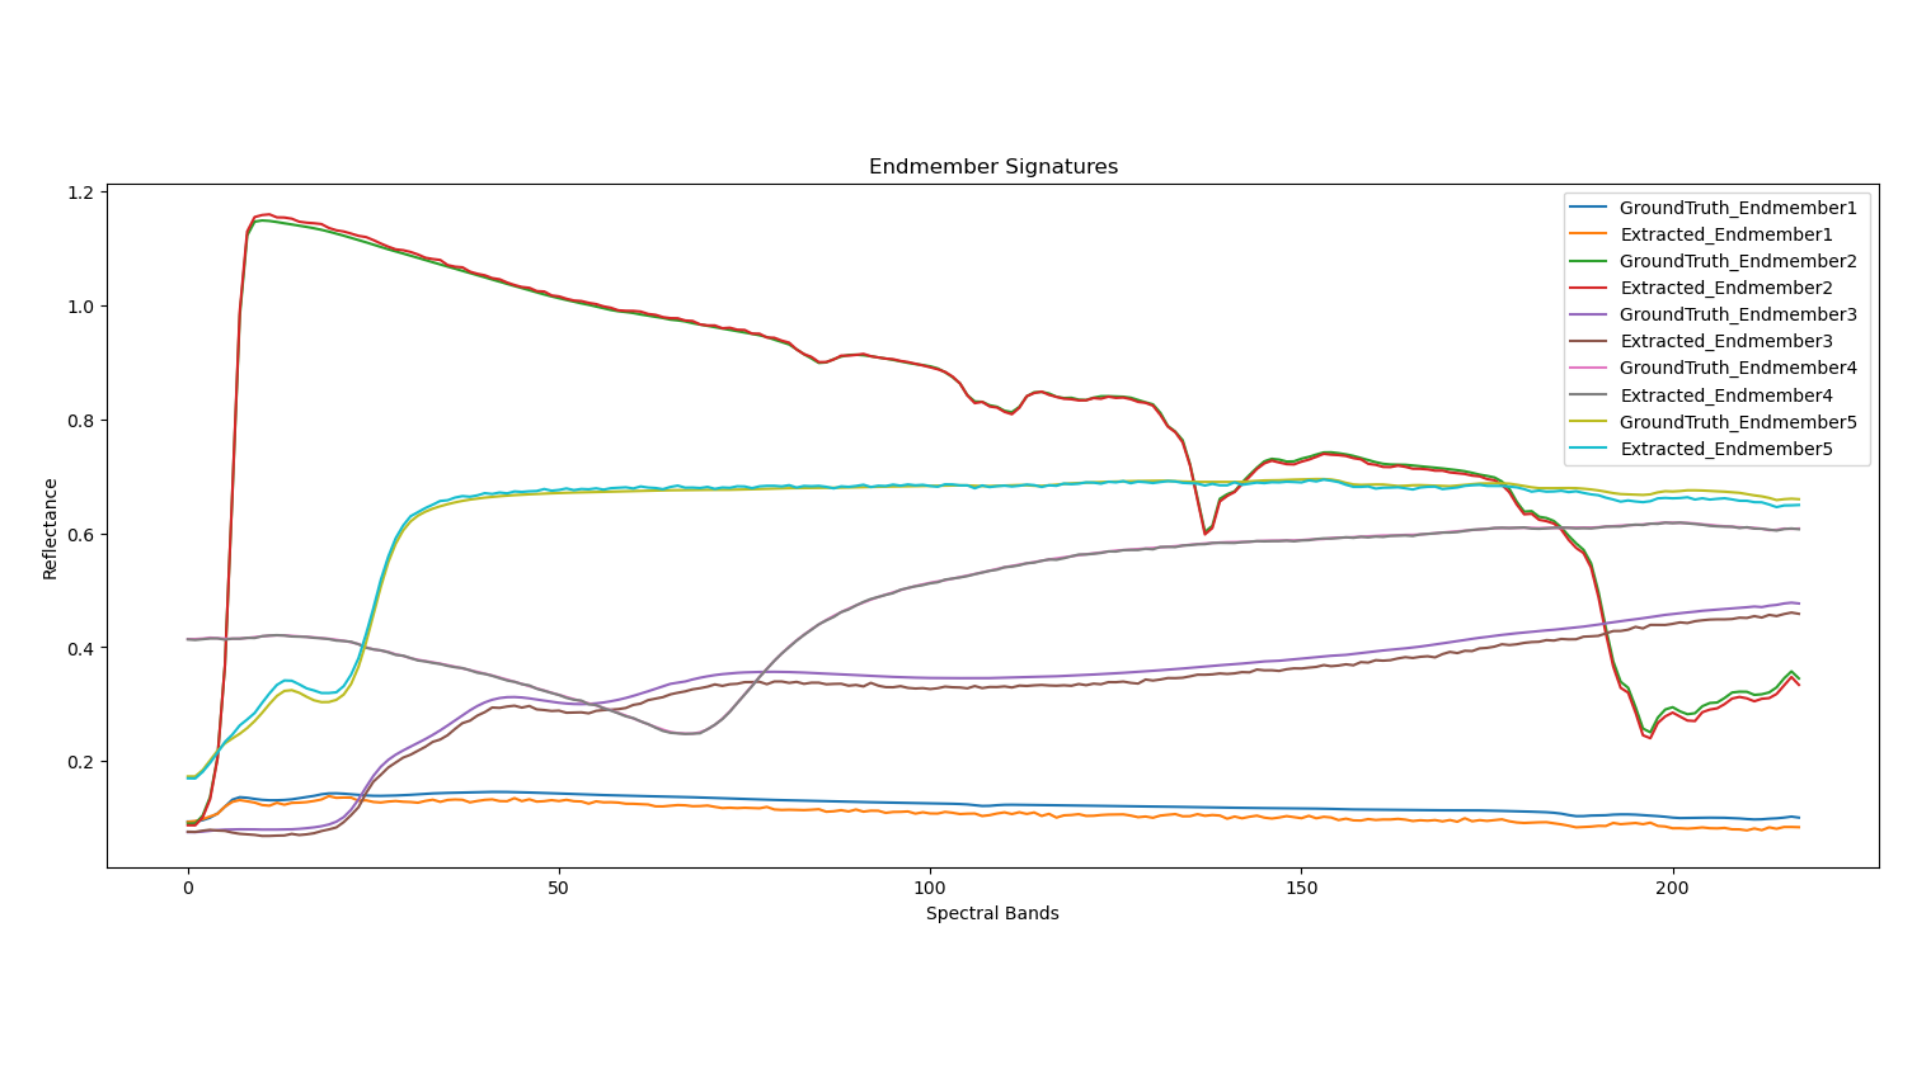 Endmember Signatures
1.2
1.0
0.8
0.6
0.4
0.2
Reflectance
0
50
100
150
200
Spectral Bands
GroundTruth_Endmember1
Extracted_Endmember1
GroundTruth_Endmember2
Extracted_Endmember2
GroundTruth_Endmember3
Extracted_Endmember3
GroundTruth_Endmember4
Extracted_Endmember4
GroundTruth_Endmember5
Extracted_Endmember5